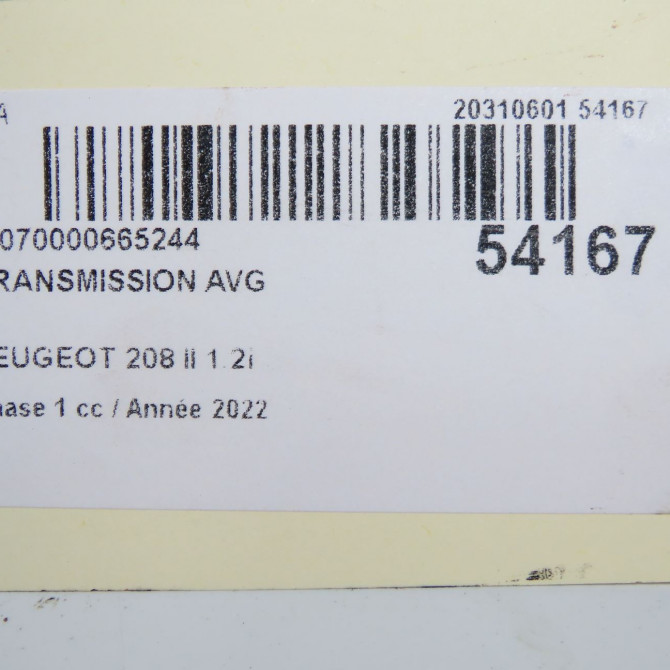 A 20310601 54167
070000665244 54167
RANSMISSION AVG
EUGEOT 208 II 1.2i
hase 1 cc / Année 2022